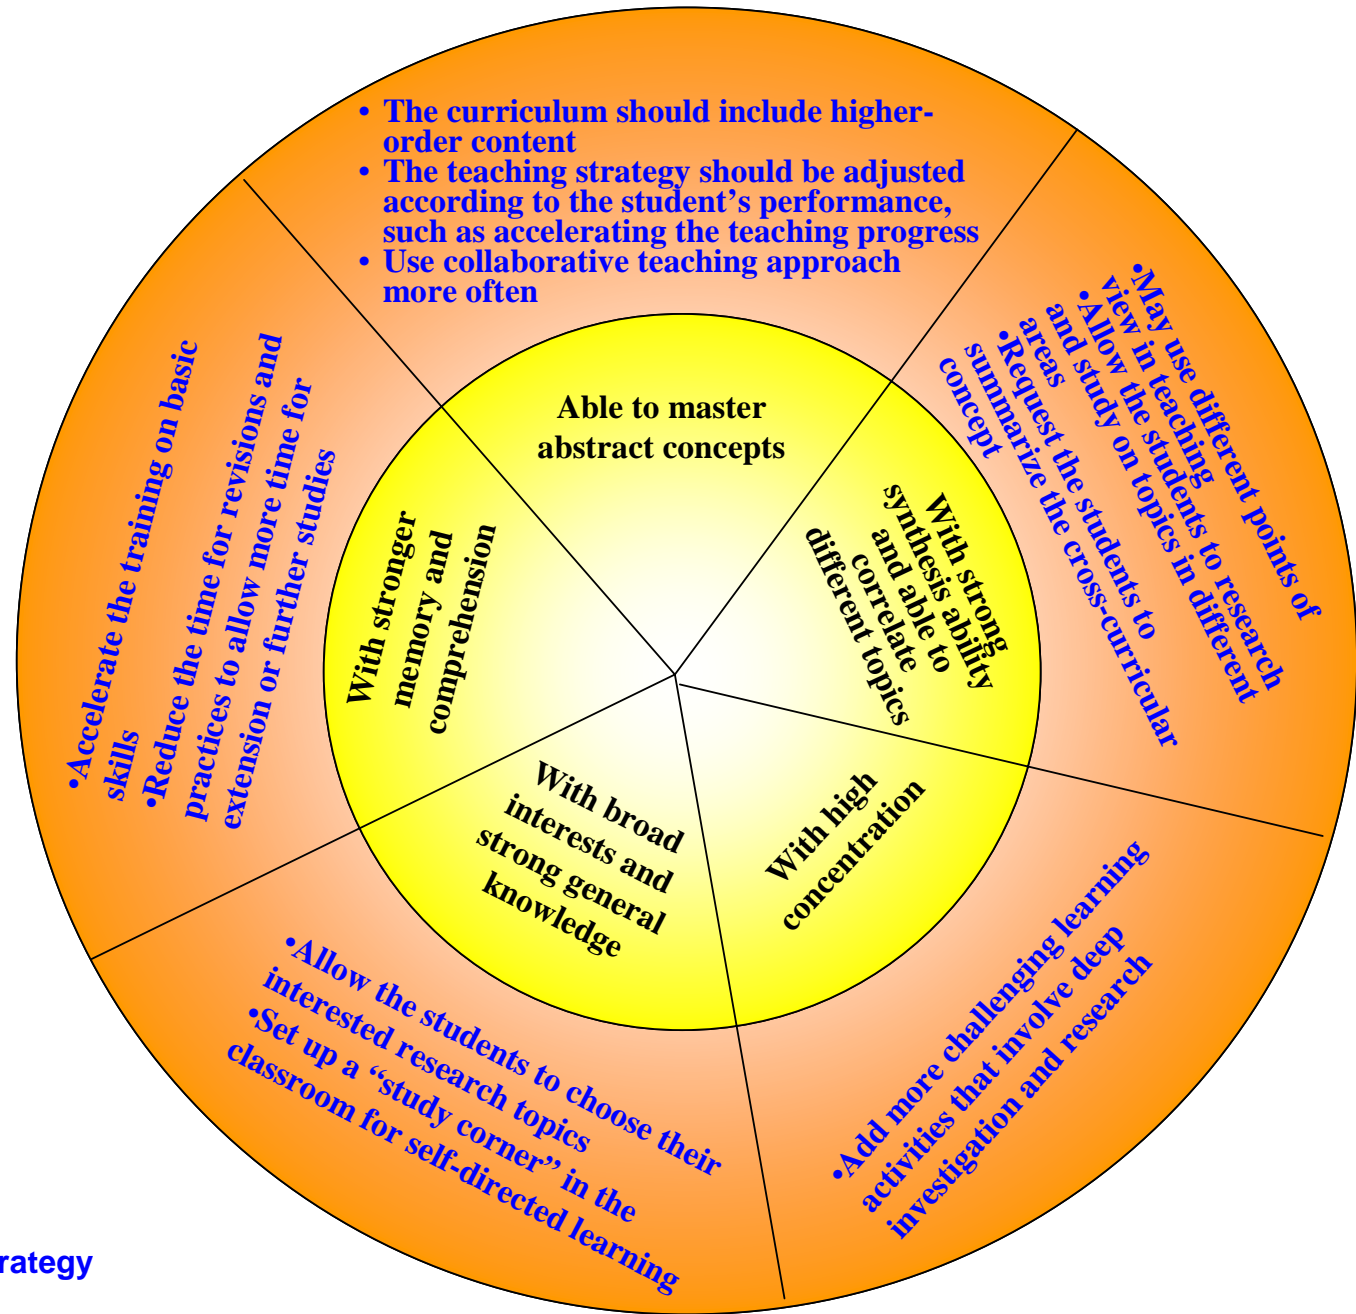 • The curriculum should include higher-
order content
• The teaching strategy should be adjusted
according to the student’s performance,
such as accelerating the teaching progress
• Use collaborative teaching approach
more often
•May use different points of
view in teaching
•Allow the students to research
and study on topics in different
areas
•Request the students to
summarize the cross-curricular
concept
•Add more challenging learning
activities that involve deep
investigation and research
•Allow the students to choose their
interested research topics
•Set up a “study corner” in the
classroom for self-directed learning
•Accelerate the training on basic
skills
•Reduce the time for revisions and
practices to allow more time for
extension or further studies
Able to master
abstract concepts
With strong
synthesis ability
and able to
correlate
different topics
With high
concentration
With broad
interests and
strong general
knowledge
With stronger
memory and
comprehension
rategy